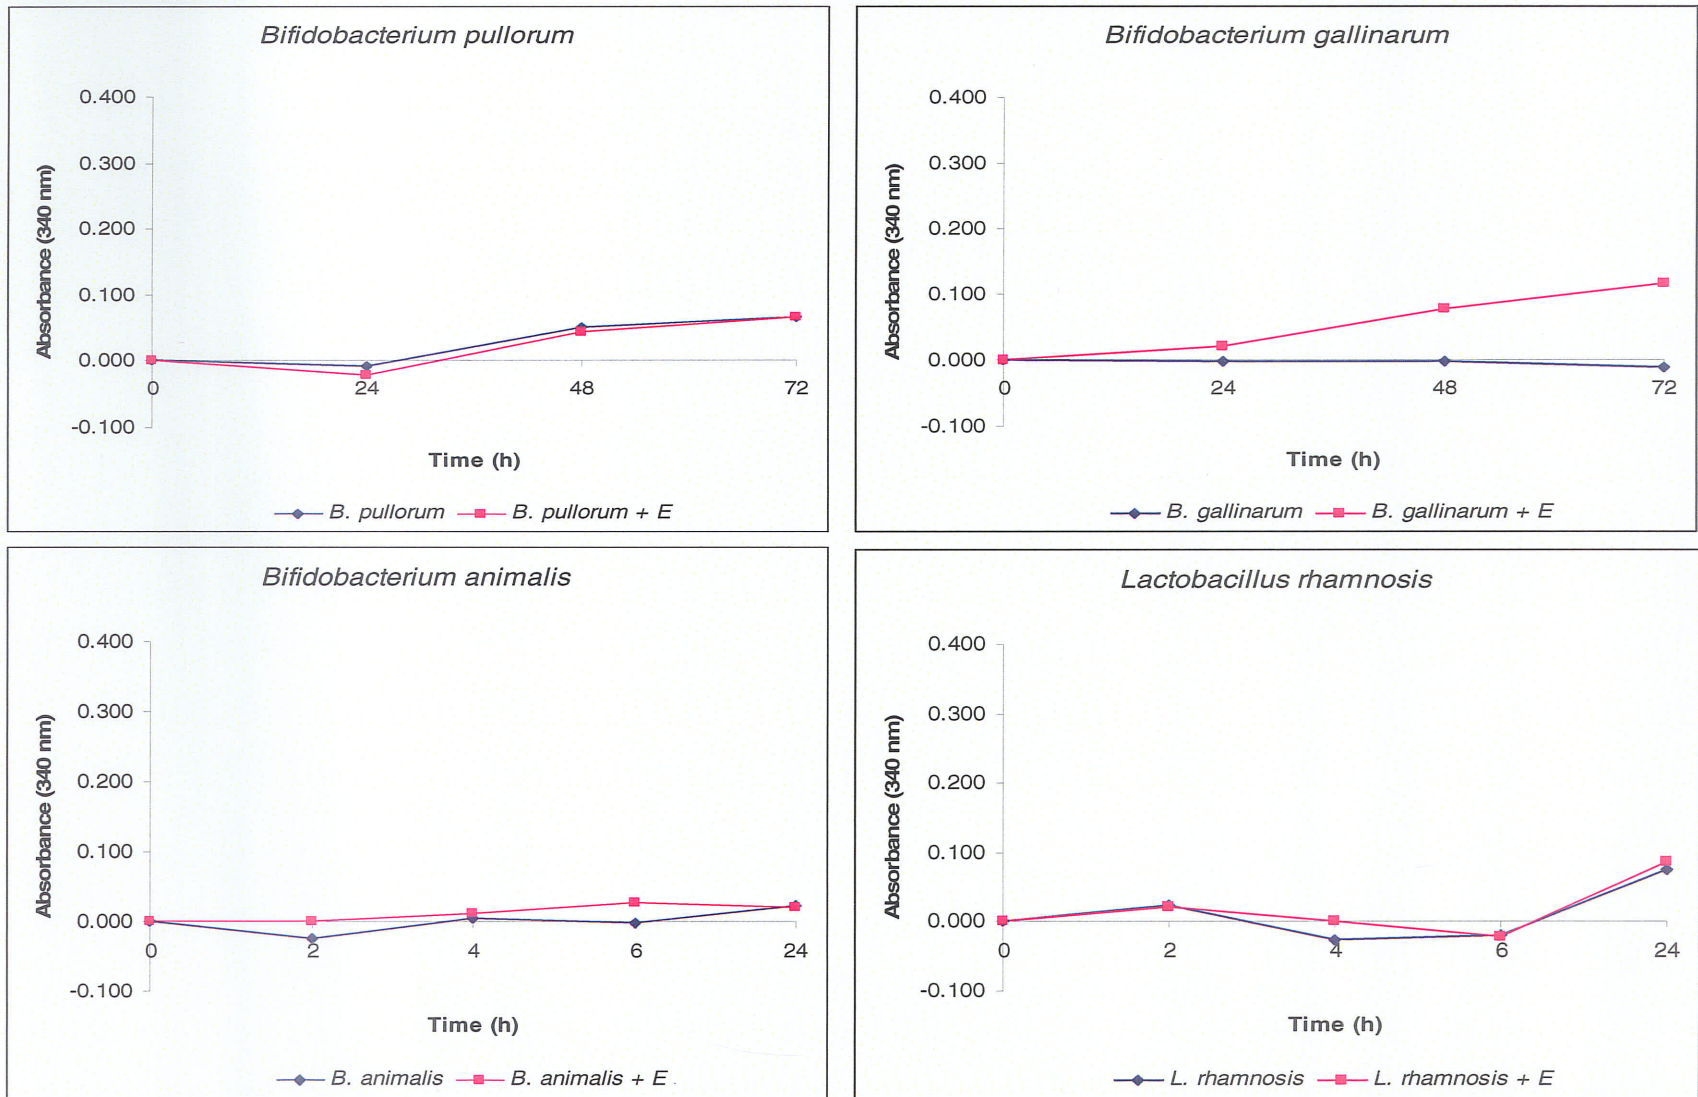 Bifidobacterium pullorum
0.400
0.300
0.200
0.100
0.000
-0.100
Absorbance (340 nm)
0 24 48 72
Time (h)
B. pullorum B. pullorum + E
Bifidobacterium gallinarum
0.400
0.300
0.200
0.100
0.000
-0.100
Absorbance (340 nm)
0 24 48 72
Time (h)
B. gallinarum B. gallinarum + E
Bifidobacterium animalis
0.400
0.300
0.200
0.100
0.000
-0.100
Absorbance (340 nm)
0 2 4 6 24
Time (h)
B. animalis B. animalis + E
Lactobacillus rhamnosis
0.400
0.300
0.200
0.100
0.000
-0.100
Absorbance (340 nm)
0 2 4 6 24
Time (h)
L. rhamnosis L. rhamnosis + E